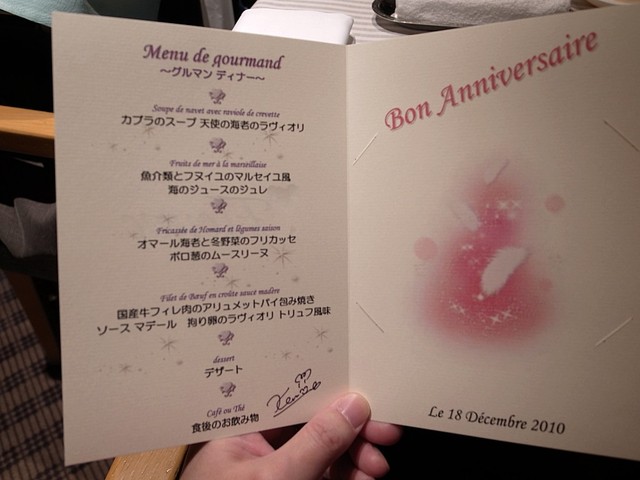 Menu de gourmand
～グルマン ディナー～
Soupe de navet avec raviole de crevette
カブラのスープ 天使の海老のラヴィオリ
Fruits de mer à la marseillaise
魚介類とフヌイユのマルセイユ風
海のジュースのジュレ
Fricassée de Homard et légumes saison
オマール海老と冬野菜のフリカッセ
ポロ葱のムースリーヌ
Filet de Bœuf en croûte sauce madère
国産牛フィレ肉のアリュメットパイ包み焼き
ソース マデール 拘り卵のラヴィオリ トリュフ風味
dessert
デザート
Café ou Thé
食後のお飲み物
Bon Anniversaire
Le 18 Décembre 2010